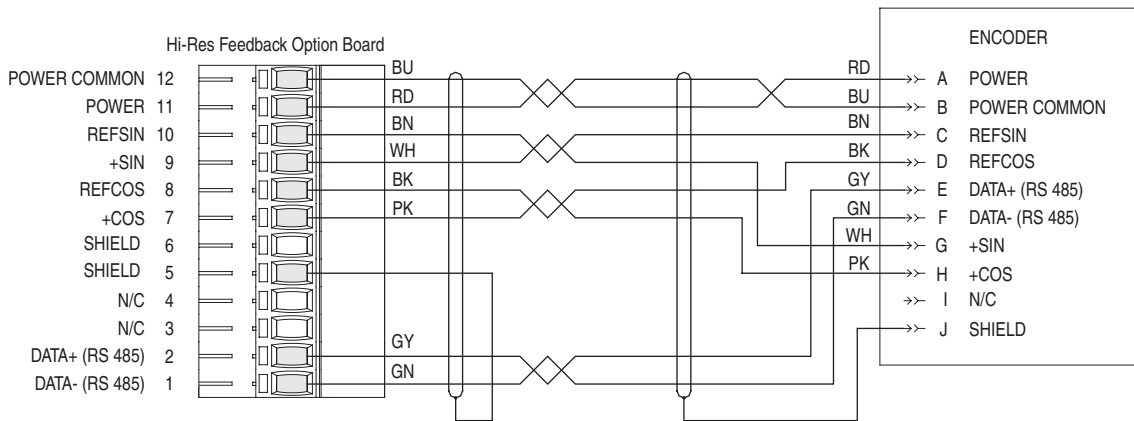 ENCODER
Hi-Res Feedback Option Board
POWER COMMON 12 BU RD A POWER
POWER 11 RD BU B POWER COMMON
REFSIN 10 BN BN C REFSIN
+SIN 9 WH BK D REFCOS
REFCOS 8 BK GY E DATA+ (RS 485)
+COS 7 PK GN F DATA- (RS 485)
SHIELD 6 WH G +SIN
SHIELD 5 PK H +COS
N/C 4 I N/C
N/C 3 J SHIELD
DATA+ (RS 485) 2 GY
DATA- (RS 485) 1 GN